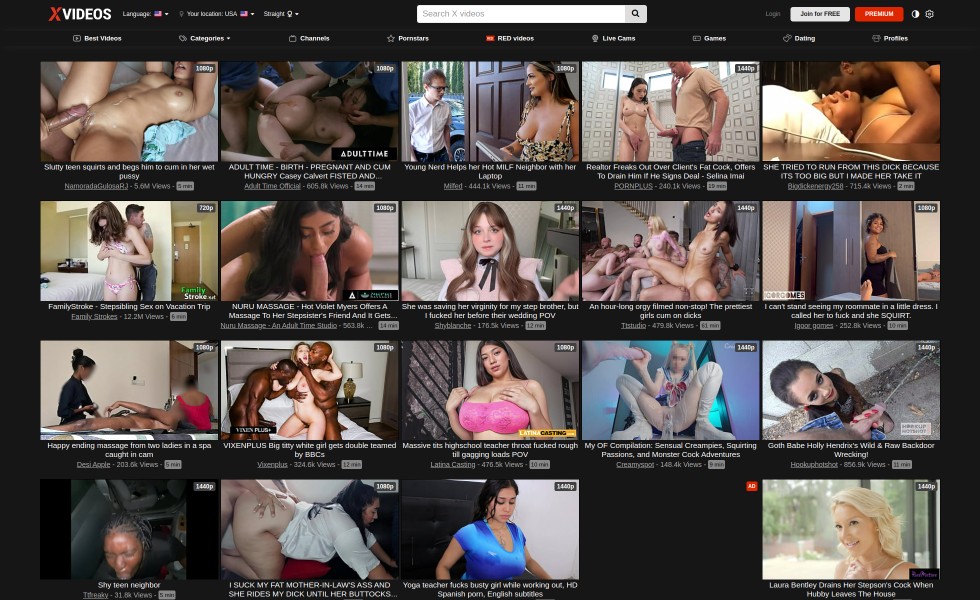 XVIDEOS
Language:
Your location: USA
Straight
Search X videos
Login
Join for FREE
PREMIUM
Best Videos
Categories
Channels
Pornstars
RED videos
Live Cams
Games
Dating
Profiles
1080p
1080p
1080p
1440p
ADULT TIME
Slutty teen squirts and begs him to cum in her wet
pussy
NamoradaGulosaRJ - 5.6M Views - 5 min
ADULT TIME - BIRTH - PREGNANT AND CUM
HUNGRY Casey Calvert FISTED AND...
Adult Time Official - 605.8k Views - 14 min
Young Nerd Helps her Hot MILF Neighbor with her
Laptop
Milfed - 444.1k Views - 11 min
Realtor Freaks Out Over Client's Fat Cock, Offers
To Drain Him If He Signs Deal - Selina Imai
PORNPLUS - 240.1k Views - 18 min
SHE TRIED TO RUN FROM THIS DICK BECAUSE
ITS TOO BIG BUT I MADE HER TAKE IT
Bigdickenergy258 - 715.4k Views - 2 min
720p
1080p
1440p
1440p
1080p
Family
Stroke.net
FamilyStroke - Stepsibling Sex on Vacation Trip
Family Strokes - 12.2M Views - 6 min
NURU MASSAGE - Hot Violet Myers Offers A
Massage To Her Stepsister's Friend And It Gets...
Nuru Massage - An Adult Time Studio - 563.8k ... 14 min
She was saving her virginity for my step brother, but
I fucked her before their wedding POV
Shyblanche - 176.5k Views - 12 min
An hour-long orgy filmed non-stop! The prettiest
girls cum on dicks
Tstudio - 479.8k Views - 61 min
I can't stand seeing my roommate in a little dress. I
called her to fuck and she SQUIRT.
Igoor gomes - 252.8k Views - 10 min
1080p
1080p
1080p
1440p
1440p
VIXEN PLUS+
LATINA CASTING.COM
HOOKUP
HOTSHOT
Happy ending massage from two ladies in a spa
caught in cam
Desi Apple - 203.6k Views - 5 min
VIXENPLUS Big titty white girl gets double teamed
by BBCs
Vixenplus - 324.6k Views - 12 min
Massive tits highschool teacher throat fucked rough
till gagging loads POV
Latina Casting - 476.5k Views - 10 min
My OF Compilation: Sensual Creampies, Squirting
Passions, and Monster Cock Adventures
Creamyspot - 148.4k Views - 9 min
Goth Babe Holly Hendrix's Wild & Raw Backdoor
Wrecking!
Hookuphotshot - 856.9k Views - 11 min
1440p
1080p
1440p
AD
1440p
Shy teen neighbor
31.8k Views - 5 min
I SUCK MY FAT MOTHER-IN-LAW'S ASS AND
SHE RIDES MY DICK UNTIL HER BUTTOCKS...
Yoga teacher fucks busty girl while working out, HD
Spanish porn, English subtitles
Laura Bentley Drains Her Stepson's Cock When
Hubby Leaves The House